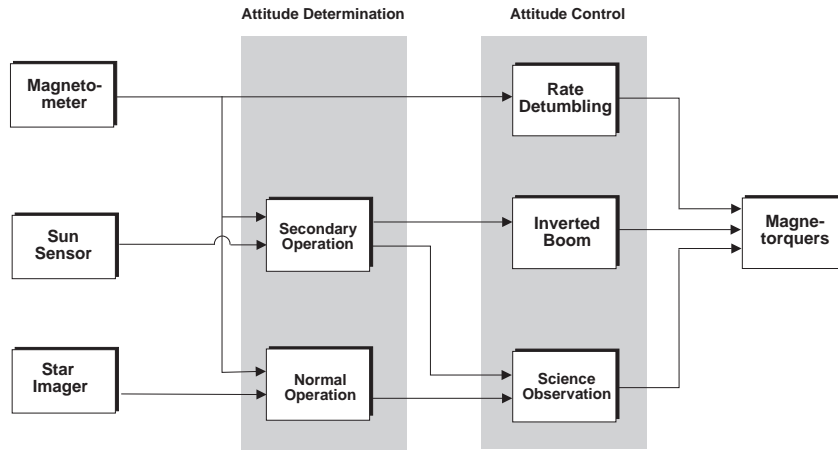 Attitude Determination
Attitude Control
Magneto-
meter
Rate
Detumbling
Sun
Sensor
Secondary
Operation
Inverted
Boom
Magne-
torquers
Star
Imager
Normal
Operation
Science
Observation